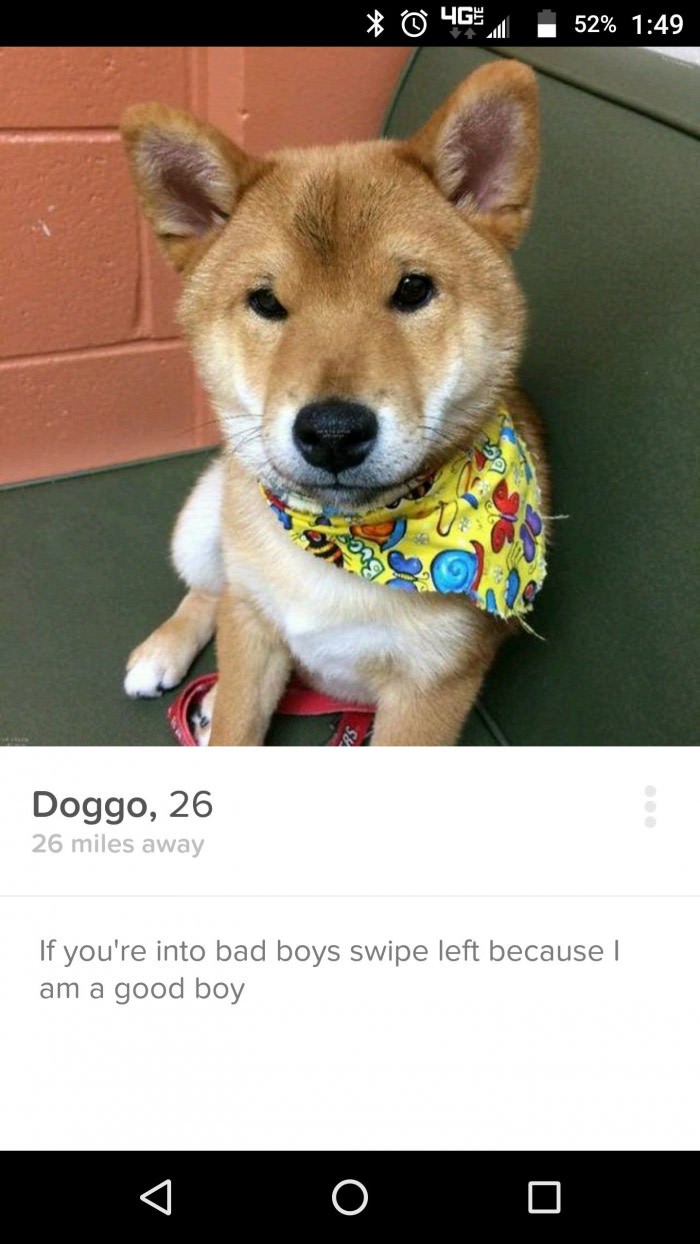 4G LTE 52% 1:49
RS
Doggo, 26
26 miles away
If you're into bad boys swipe left because I
am a good boy